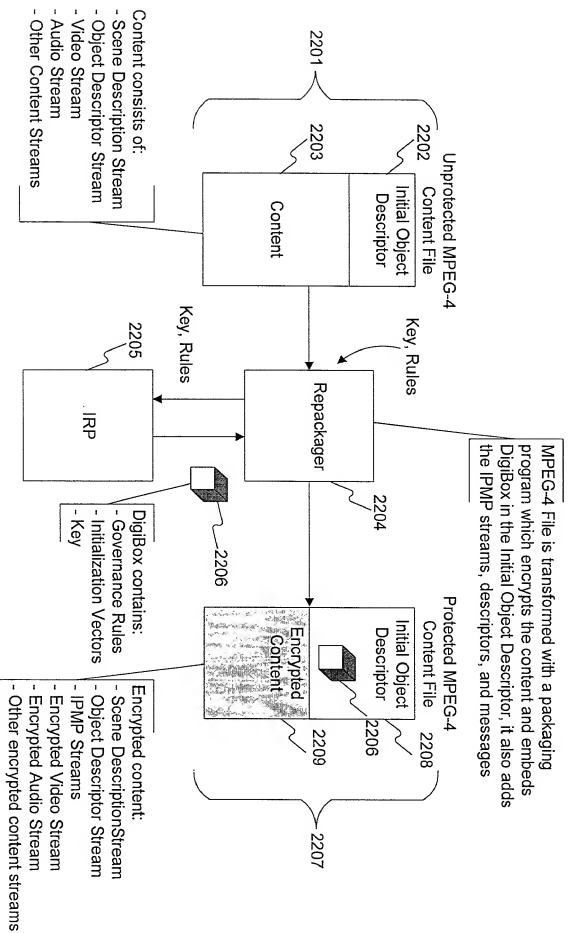 MPEG-4 File is transformed with a packaging
program which encrypts the content and embeds
DigiBox in the Initial Object Descriptor, it also adds
the IPMP streams, descriptors, and messages
Unprotected MPEG-4
Content File
2201
2202
Initial Object
Descriptor
2203
Content
Content consists of:
- Scene Description Stream
- Object Descriptor Stream
- Video Stream
- Audio Stream
- Other Content Streams
Key, Rules
Repackager
2204
Key, Rules
2205
IRP
2206
DigiBox contains:
- Governance Rules
- Initialization Vectors
- Key
Protected MPEG-4
Content File
Initial Object
Descriptor
2208
2206
Encrypted
Content
2209
2207
Encrypted content:
- Scene DescriptionStream
- Object Descriptor Stream
- IPMP Streams
- Encrypted Video Stream
- Encrypted Audio Stream
- Other encrypted content streams